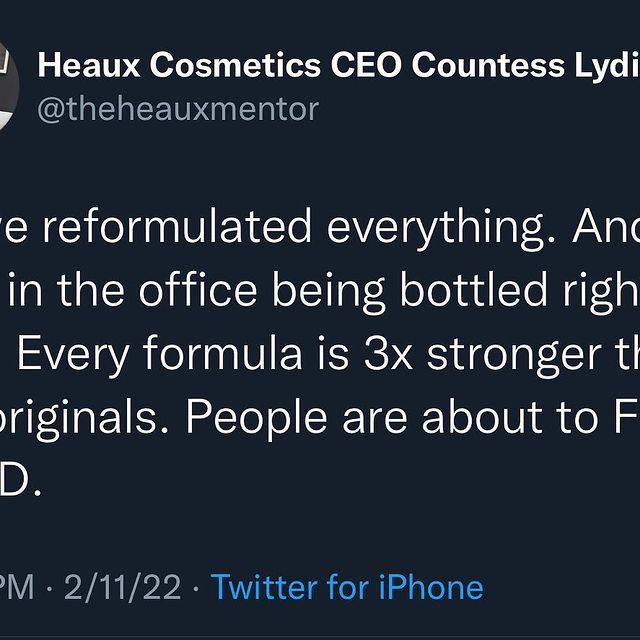 Heaux Cosmetics CEO Countess Lydi
@theheauxmentor
ve reformulated everything. And
in the office being bottled righ
Every formula is 3x stronger th
originals. People are about to F
D.
PM · 2/11/22 · Twitter for iPhone